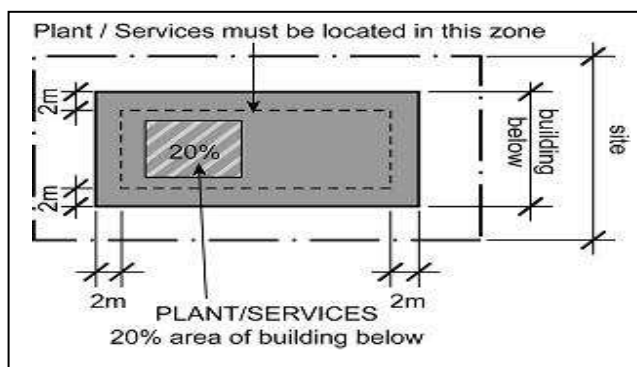 Plant / Services must be located in this zone
2m
20%
2m
building
below
site
2m
2m
PLANT/SERVICES
20% area of building below